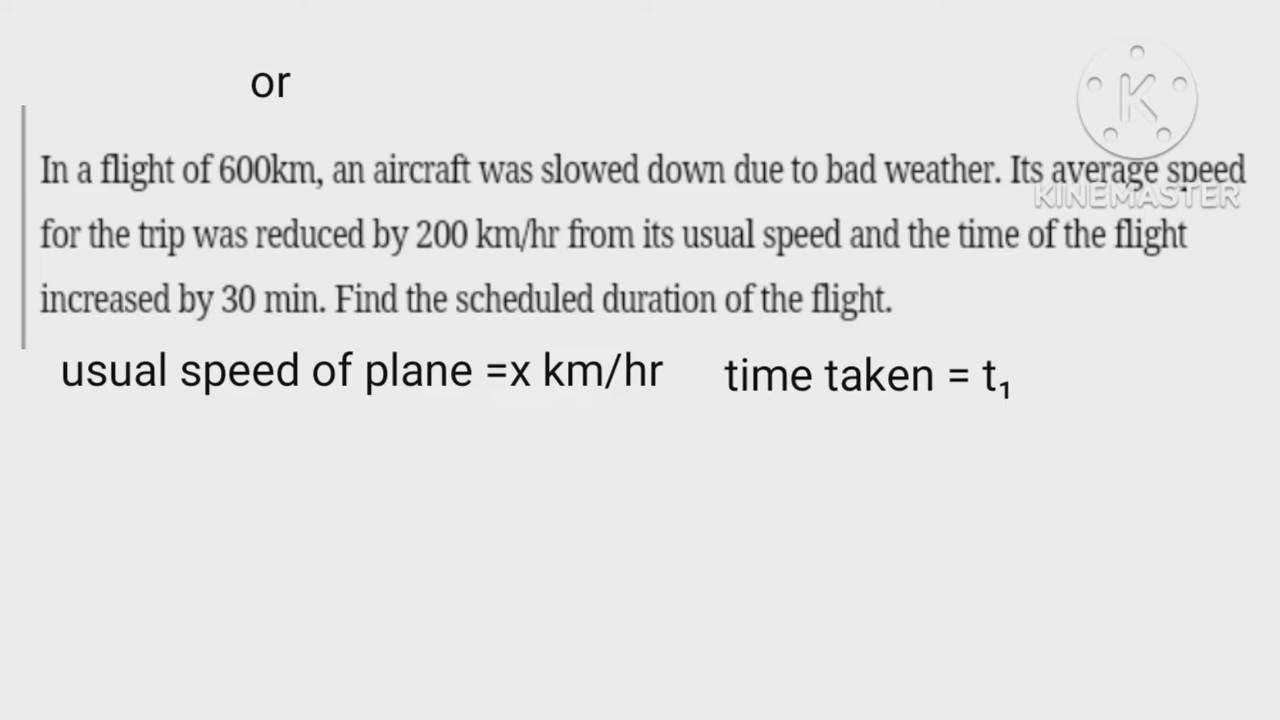 or
In a flight of 600km, an aircraft was slowed down due to bad weather. Its average speed
KINEMASTER
for the trip was reduced by 200 km/hr from its usual speed and the time of the flight
increased by 30 min. Find the scheduled duration of the flight.
usual speed of plane =x km/hr time taken = t₁